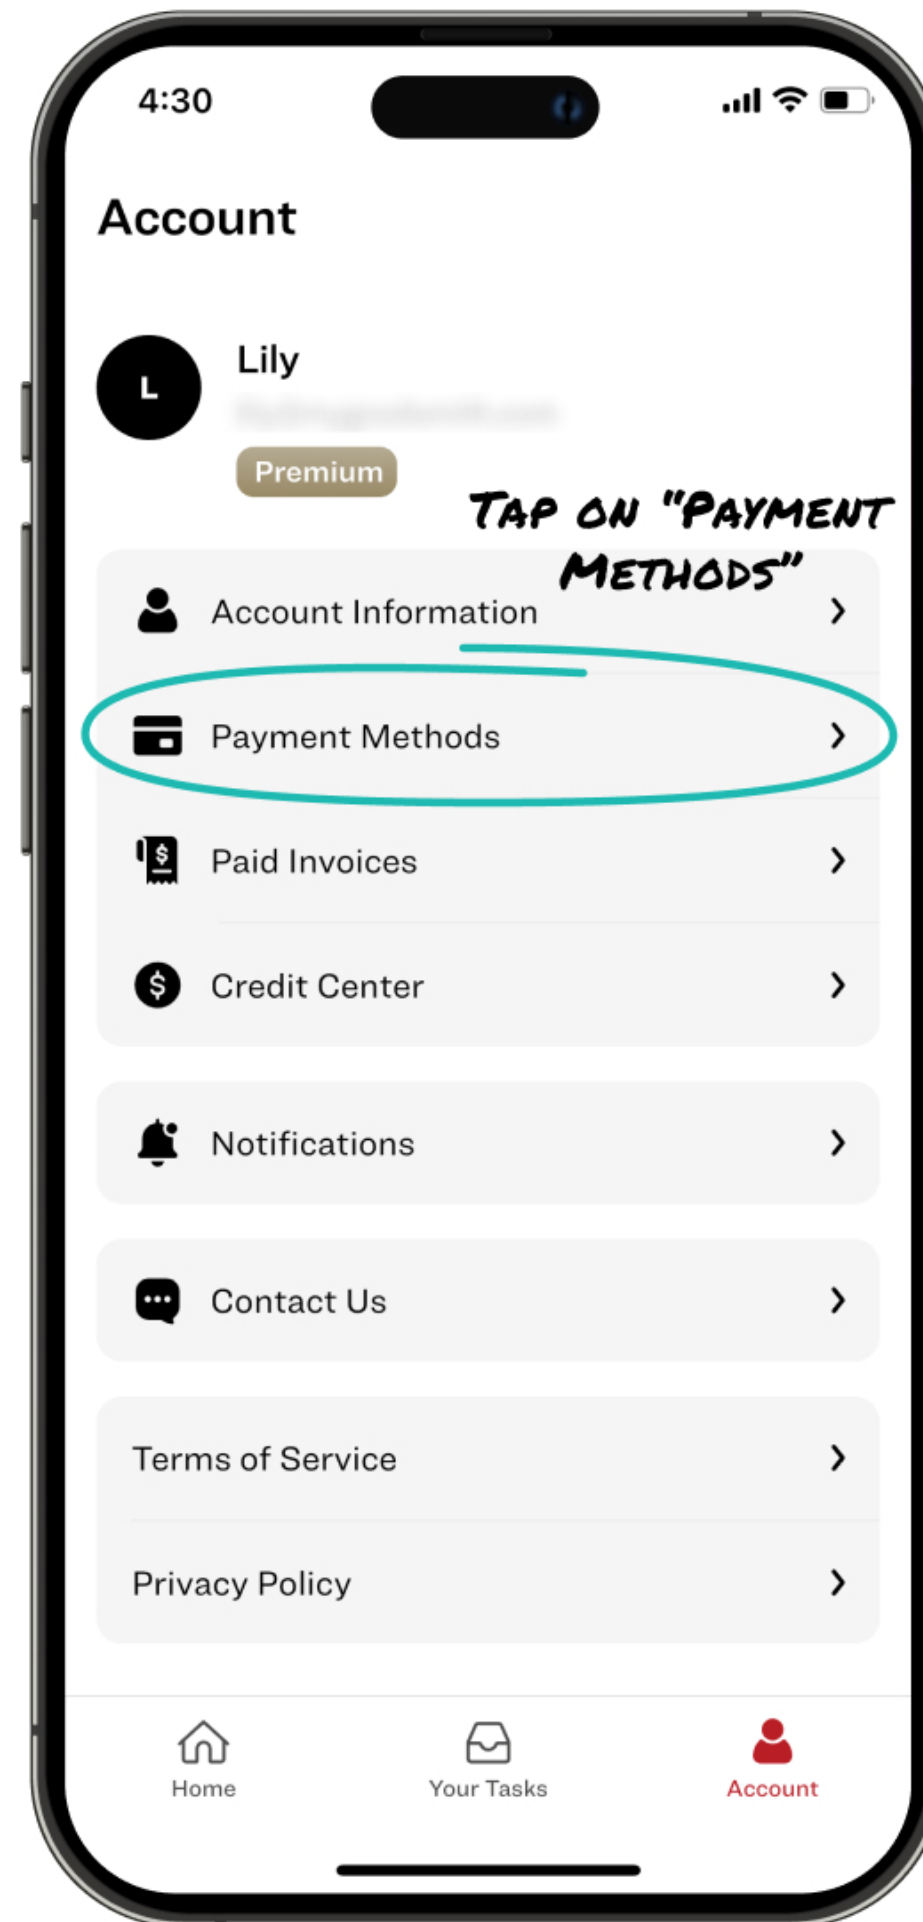 4:30
Account
L
Lily
Premium
TAP ON "PAYMENT
METHODS"
Account Information
Payment Methods
Paid Invoices
Credit Center
Notifications
Contact Us
Terms of Service
Privacy Policy
Home
Your Tasks
Account